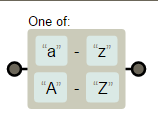 One of:
“a” - “z”
“A” - “Z”